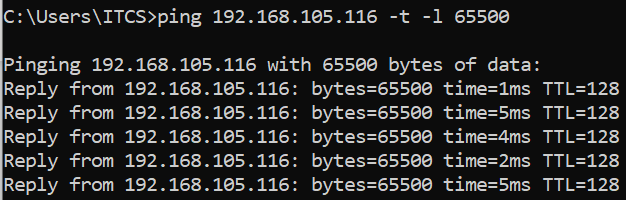 C:\Users\ITCS>ping 192.168.105.116 -t -l 65500
Pinging 192.168.105.116 with 65500 bytes of data:
Reply from 192.168.105.116: bytes=65500 time=1ms TTL=128
Reply from 192.168.105.116: bytes=65500 time=5ms TTL=128
Reply from 192.168.105.116: bytes=65500 time=4ms TTL=128
Reply from 192.168.105.116: bytes=65500 time=2ms TTL=128
Reply from 192.168.105.116: bytes=65500 time=5ms TTL=128